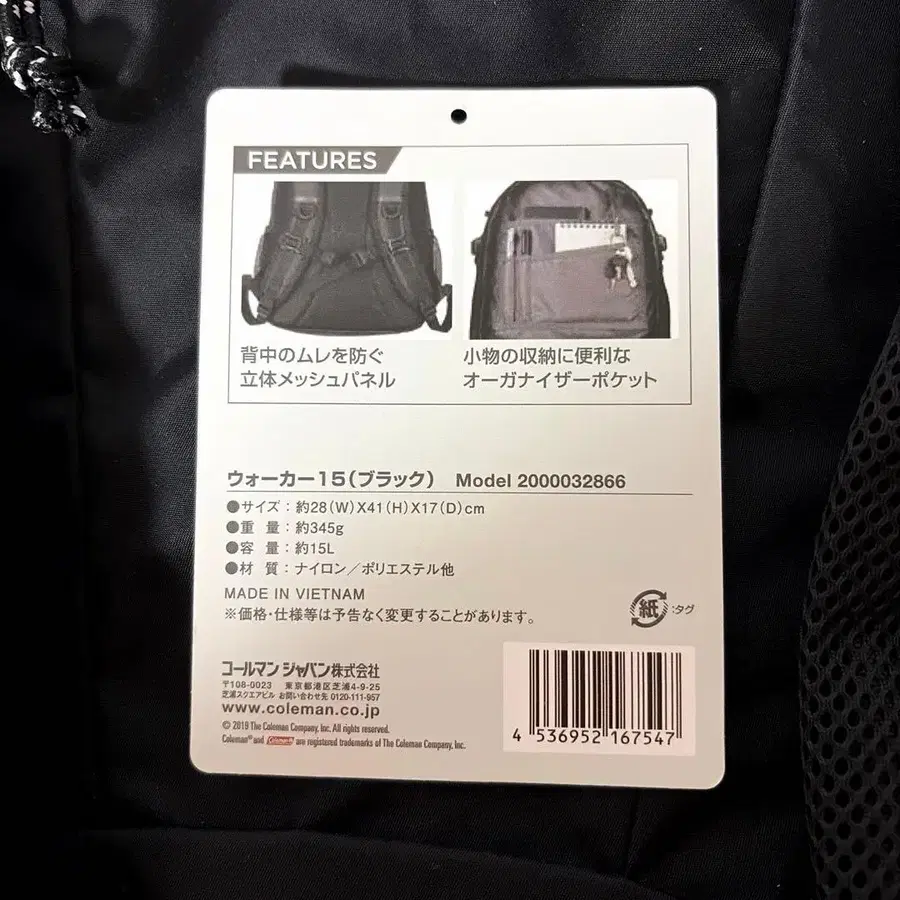 FEATURES
背中のムレを防ぐ
立体メッシュパネル
小物の収納に便利な
オーガナイザーポケット
ウォーカー15(ブラック) Model 2000032866
●サイズ:約28(W)X41(H)X17(D)cm
●重 量:約345g
●容 量:約15L
●材 質:ナイロン/ポリエステル他
MADE IN VIETNAM
※価格・仕様等は予告なく変更することがあります。
紙:タグ
コールマン ジャパン株式会社
〒108-0023 東京都港区芝浦4-9-25
芝浦スクエアビル お問い合わせ先 0120-111-957
www.coleman.co.jp
© 2019 The Coleman Company, Inc. All rights reserved.
Coleman® and Coleman® are registered trademarks of The Coleman Company, Inc.
4 536952 167547